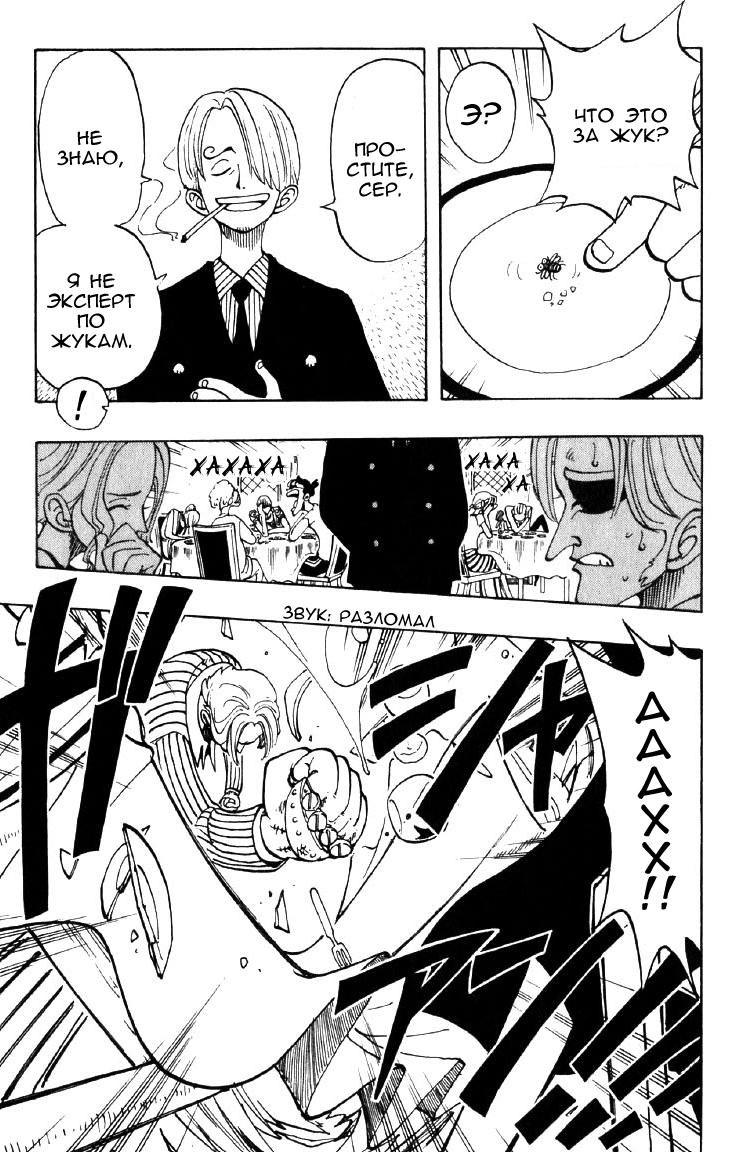 ЧТО ЭТО
ЗА ЖУК?
Э?
ПРО-
СТИТЕ,
СЕР.
НЕ
ЗНАЮ,
Я НЕ
ЭКСПЕРТ
ПО
ЖУКАМ.
!
ХАХА
ХА
ХАХАХА
ЗВУК: РАЗЛОМАЛ
АААХХ!!